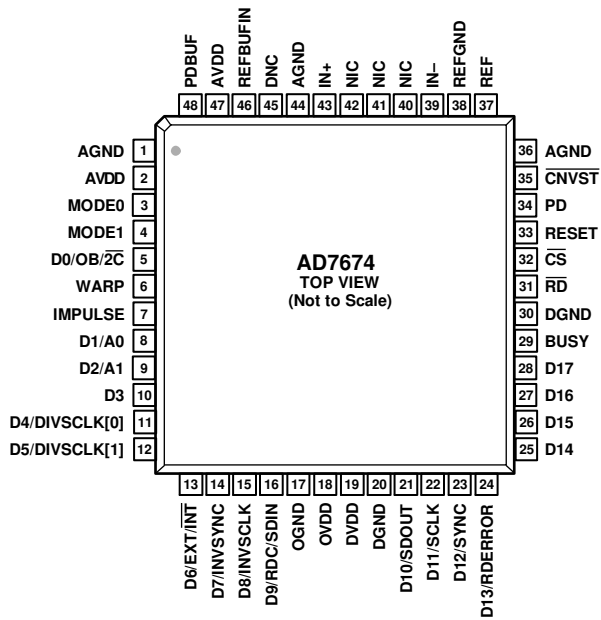 PDBUF
AVDD
REFBUFIN
DNC
AGND
IN+
NIC
NIC
NIC
IN–
REFGND
REF
48 47 46 45 44 43 42 41 40 39 38 37
AGND 1
AVDD 2
MODE0 3
MODE1 4
D0/OB/2C̅ 5
WARP 6
IMPULSE 7
D1/A0 8
D2/A1 9
D3 10
D4/DIVSCLK[0] 11
D5/DIVSCLK[1] 12
AD7674
TOP VIEW
(Not to Scale)
36 AGND
35 C̅N̅V̅S̅T̅
34 PD
33 RESET
32 C̅S̅
31 R̅D̅
30 DGND
29 BUSY
28 D17
27 D16
26 D15
25 D14
13 14 15 16 17 18 19 20 21 22 23 24
D6/EXT/I̅N̅T̅
D7/INVSYNC
D8/INVSCLK
D9/RDC/SDIN
OGND
OVDD
DVDD
DGND
D10/SDOUT
D11/SCLK
D12/SYNC
D13/RDERROR